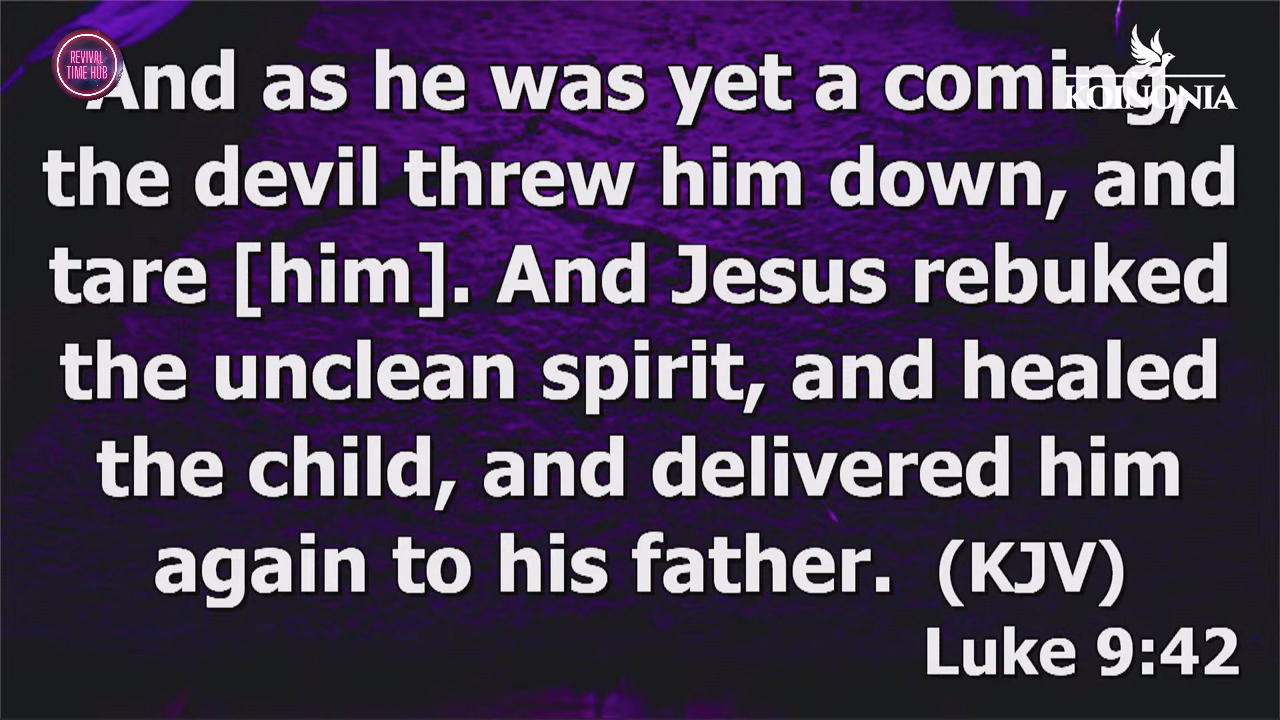 REVIVAL
TIME HUB
KOINONIA
And as he was yet a coming,
the devil threw him down, and
tare [him]. And Jesus rebuked
the unclean spirit, and healed
the child, and delivered him
again to his father. (KJV)
Luke 9:42